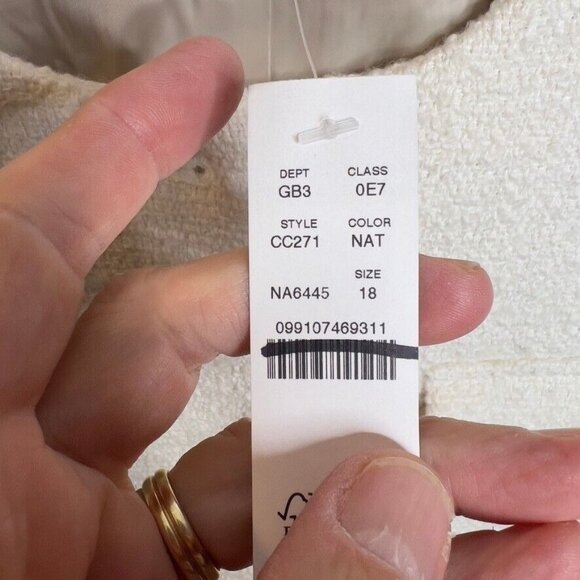 DEPT CLASS
GB3 0E7
STYLE COLOR
CC271 NAT
SIZE
NA6445 18
099107469311